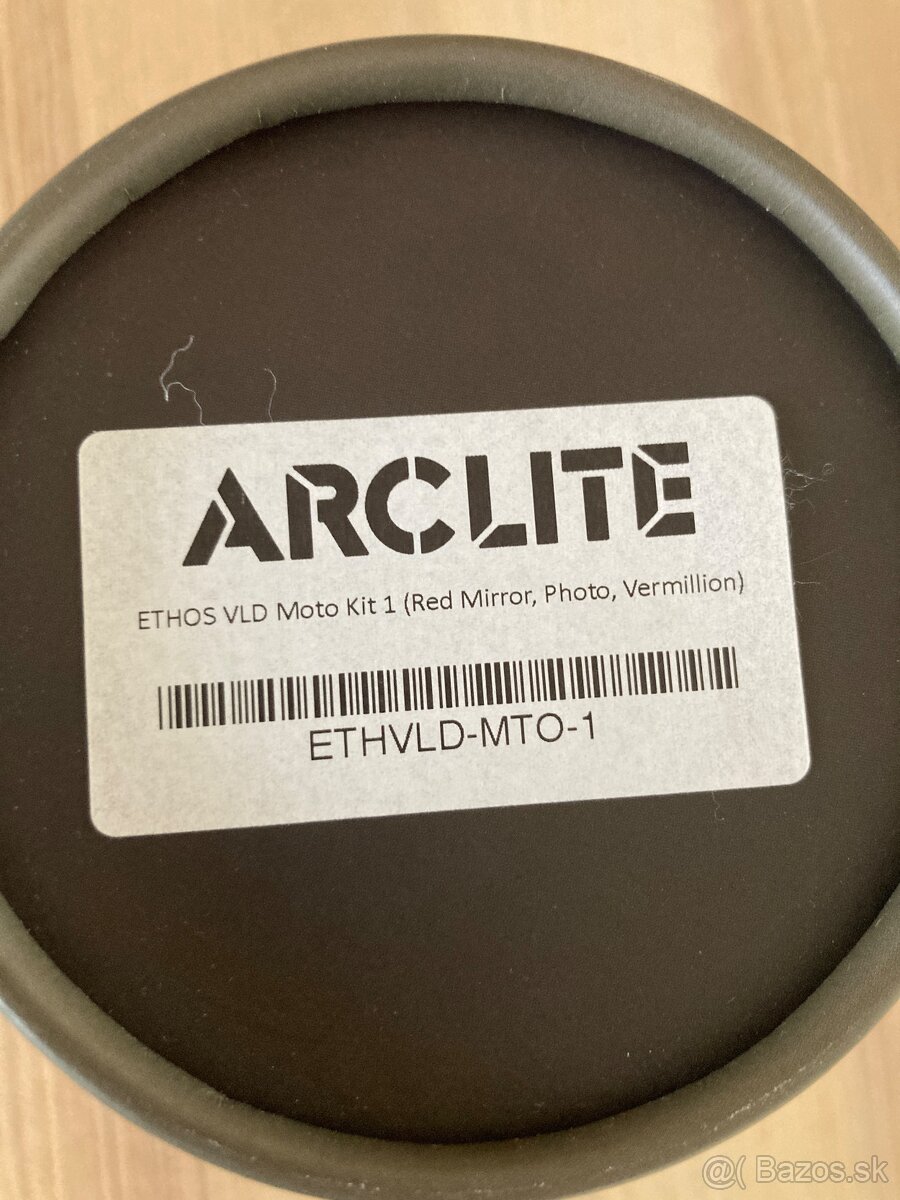 ARCLITE
ETHOS VLD Moto Kit 1 (Red Mirror, Photo, Vermillion)
ETHVLD-MTO-1
@( Bazos.sk